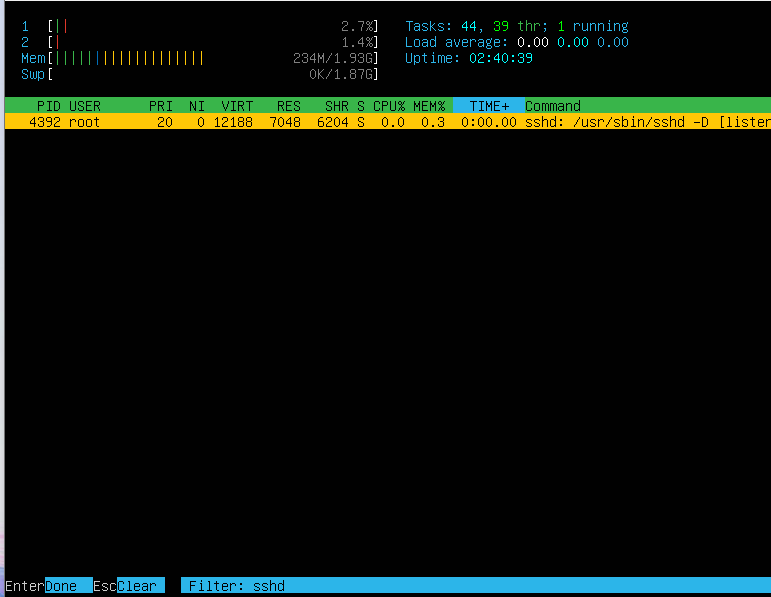 1 [|| 2.7%] Tasks: 44, 39 thr; 1 running
2 [| 1.4%] Load average: 0.00 0.00 0.00
Mem[||||||||||||||||||| 234M/1.93G] Uptime: 02:40:39
Swp[ 0K/1.87G]
PID USER PRI NI VIRT RES SHR S CPU% MEM% TIME+ Command
4392 root 20 0 12188 7048 6204 S 0.0 0.3 0:00.00 sshd: /usr/sbin/sshd -D [listen
EnterDone EscClear Filter: sshd